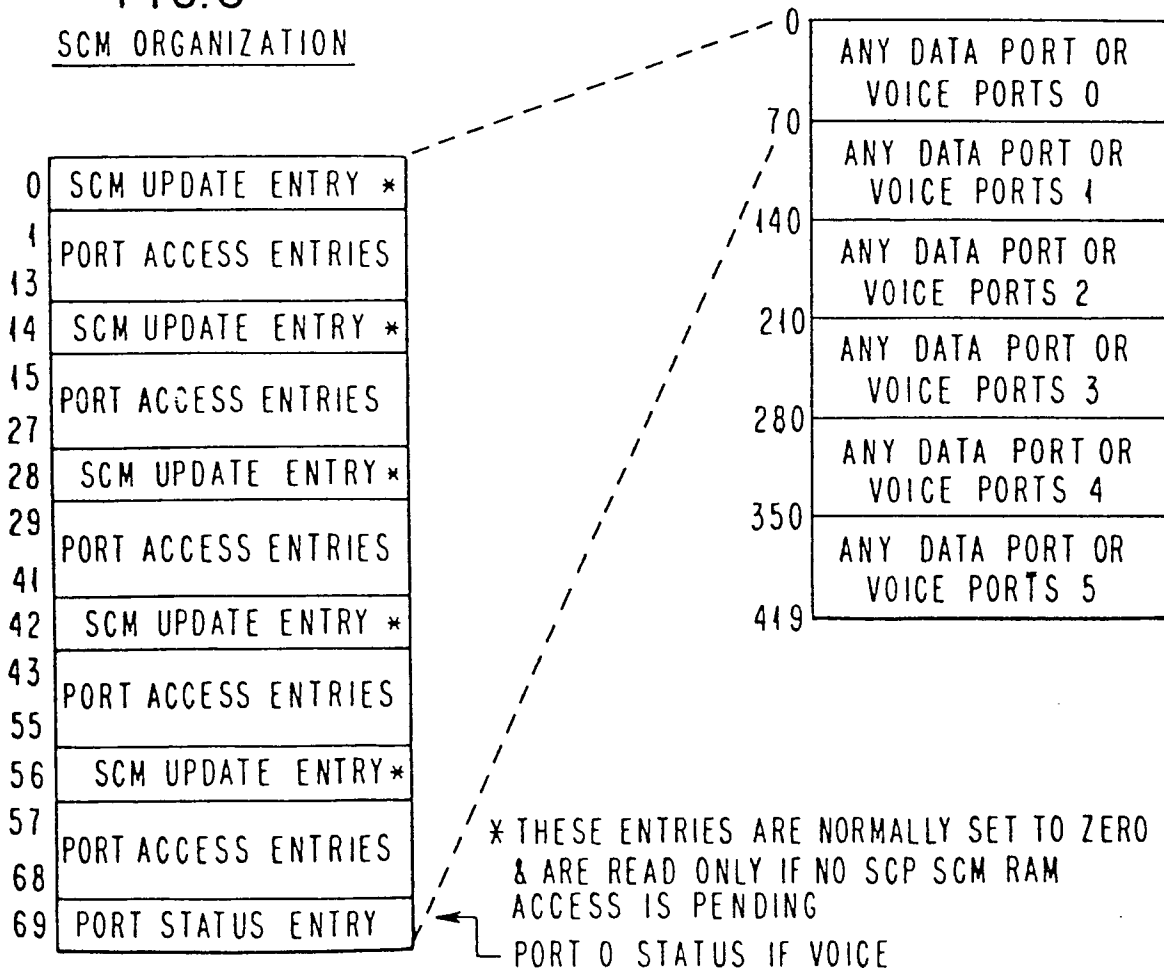 SCM ORGANIZATION
0 SCM UPDATE ENTRY *
1
PORT ACCESS ENTRIES
13
14 SCM UPDATE ENTRY *
15
PORT ACCESS ENTRIES
27
28 SCM UPDATE ENTRY *
29
PORT ACCESS ENTRIES
41
42 SCM UPDATE ENTRY *
43
PORT ACCESS ENTRIES
55
56 SCM UPDATE ENTRY *
57
PORT ACCESS ENTRIES
68
69 PORT STATUS ENTRY
0
ANY DATA PORT OR
VOICE PORTS 0
70
ANY DATA PORT OR
VOICE PORTS 1
140
ANY DATA PORT OR
VOICE PORTS 2
210
ANY DATA PORT OR
VOICE PORTS 3
280
ANY DATA PORT OR
VOICE PORTS 4
350
ANY DATA PORT OR
VOICE PORTS 5
419
* THESE ENTRIES ARE NORMALLY SET TO ZERO
& ARE READ ONLY IF NO SCP SCM RAM
ACCESS IS PENDING
PORT 0 STATUS IF VOICE